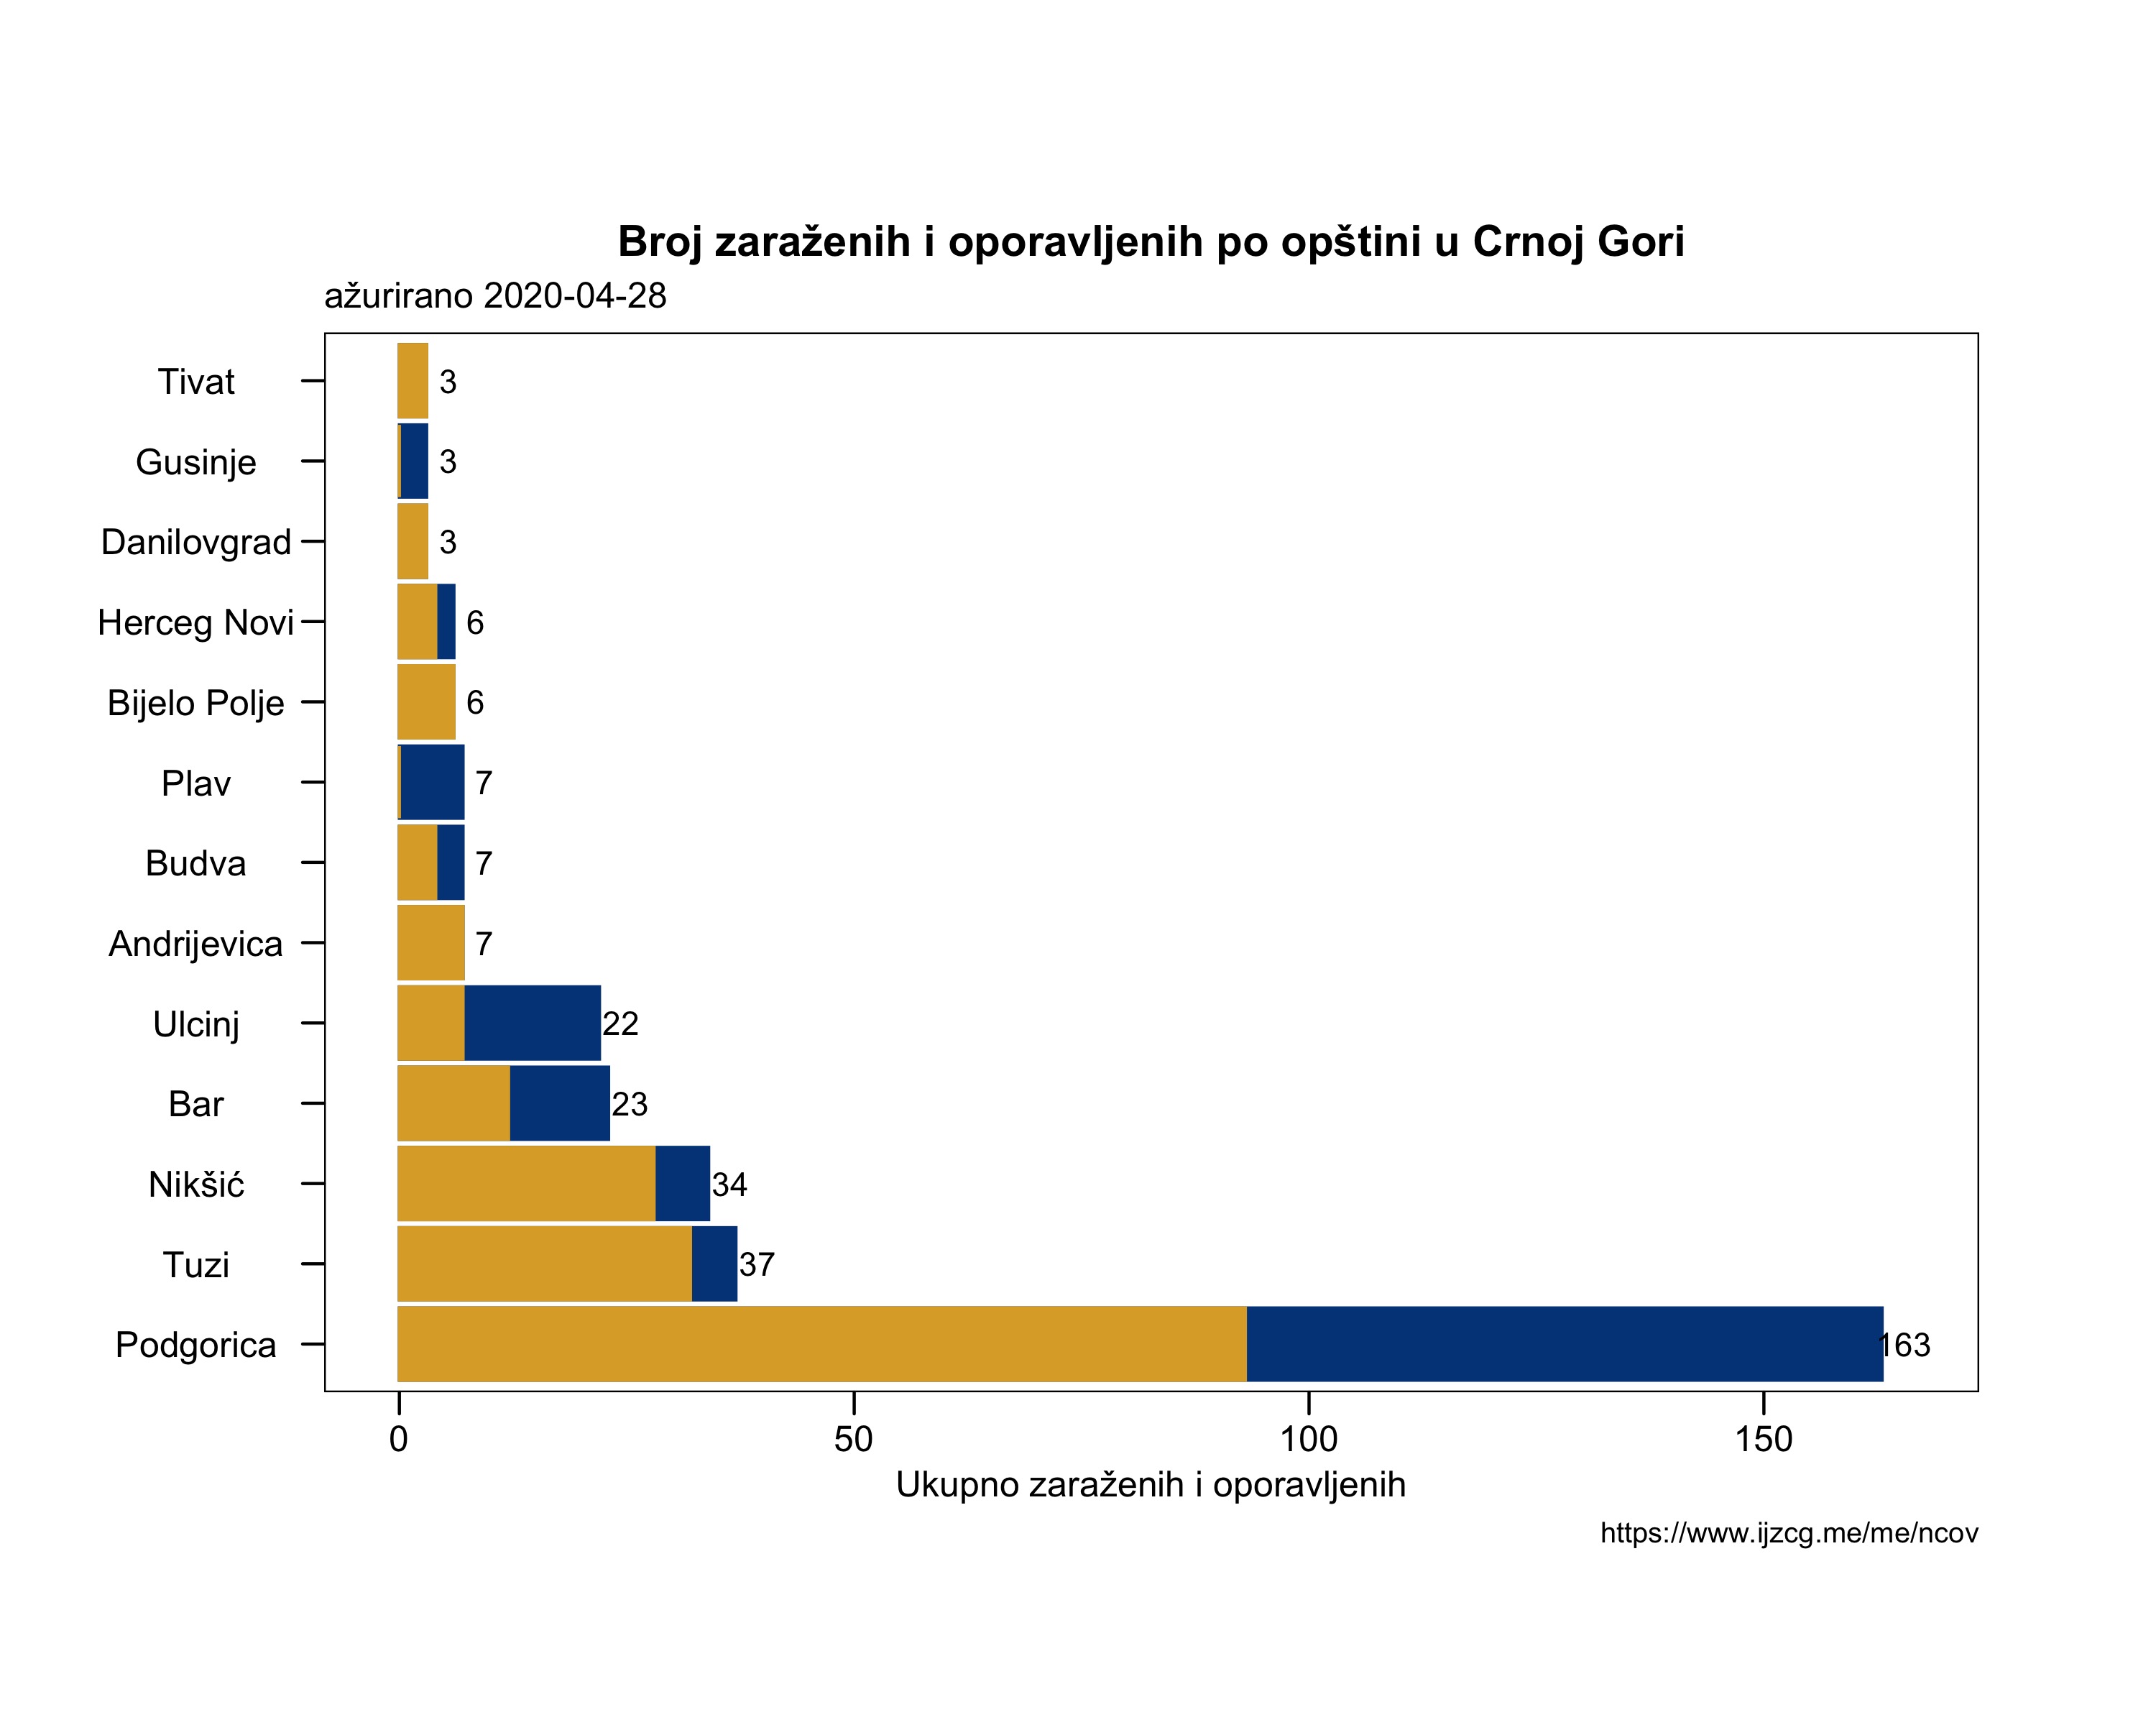 Broj zaraženih i oporavljenih po opštini u Crnoj Gori
ažurirano 2020-04-28
Tivat 3
Gusinje 3
Danilovgrad 3
Herceg Novi 6
Bijelo Polje 6
Plav 7
Budva 7
Andrijevica 7
Ulcinj 22
Bar 23
Nikšić 34
Tuzi 37
Podgorica 163
0 50 100 150
Ukupno zaraženih i oporavljenih
https://www.ijzcg.me/me/ncov